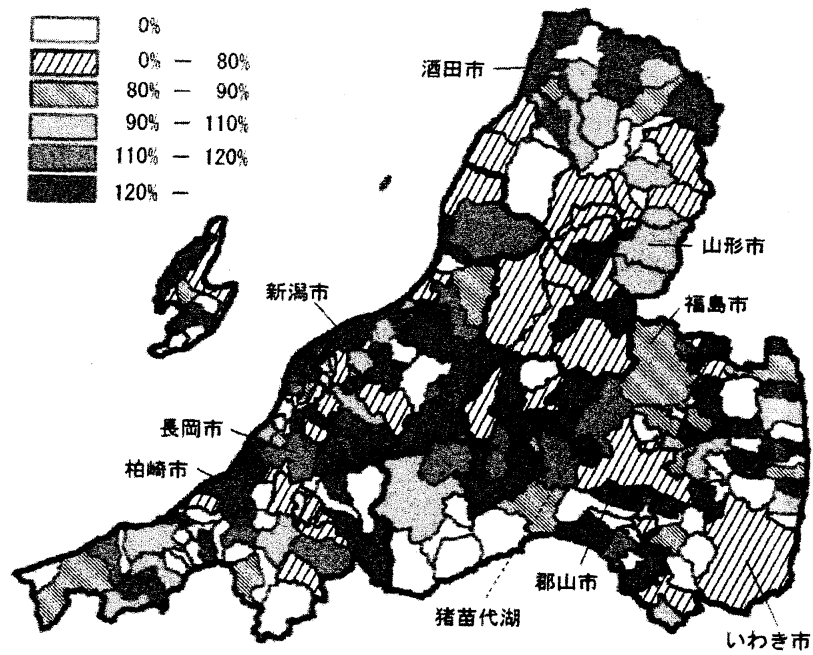 0%
0% - 80%
80% - 90%
90% - 110%
110% - 120%
120% -
酒田市
山形市
新潟市
福島市
長岡市
柏崎市
郡山市
猪苗代湖
いわき市